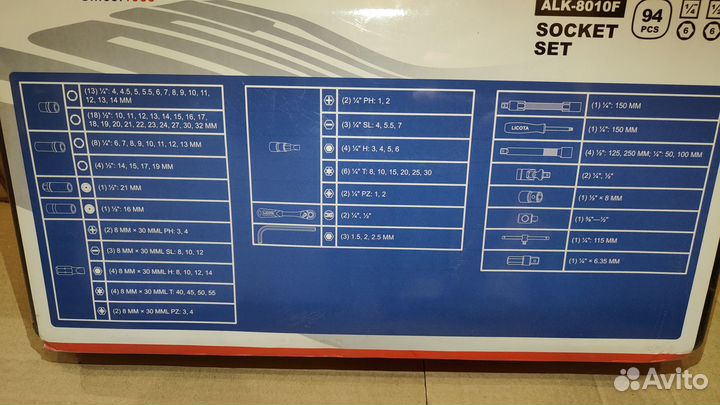 ALK-8010F
SOCKET
SET
94
PCS
6
6
(13) ¼": 4, 4.5, 5, 5.5, 6, 7, 8, 9, 10, 11,
12, 13, 14 MM
(18) ½": 10, 11, 12, 13, 14, 15, 16, 17,
18, 19, 20, 21, 22, 23, 24, 27, 30, 32 MM
(8) ¼": 6, 7, 8, 9, 10, 11, 12, 13 MM
(4) ½": 14, 15, 17, 19 MM
(1) ½": 21 MM
(1) ½": 16 MM
(2) 8 MM × 30 MML PH: 3, 4
(3) 8 MM × 30 MML SL: 8, 10, 12
(4) 8 MM × 30 MML H: 8, 10, 12, 14
(4) 8 MM × 30 MML T: 40, 45, 50, 55
(2) 8 MM × 30 MML PZ: 3, 4
(2) ¼" PH: 1, 2
(3) ¼" SL: 4, 5.5, 7
(4) ¼" H: 3, 4, 5, 6
(6) ¼" T: 8, 10, 15, 20, 25, 30
(2) ¼" PZ: 1, 2
(2) ¼", ½"
(3) 1.5, 2, 2.5 MM
(1) ¼": 150 MM
LICOTA
(1) ¼": 150 MM
(4) ½": 125, 250 MM; ¼": 50, 100 MM
(2) ¼", ½"
(1) ½" × 8 MM
(1) ⅜"—½"
(1) ¼": 115 MM
(1) ¼" × 6.35 MM
Avito